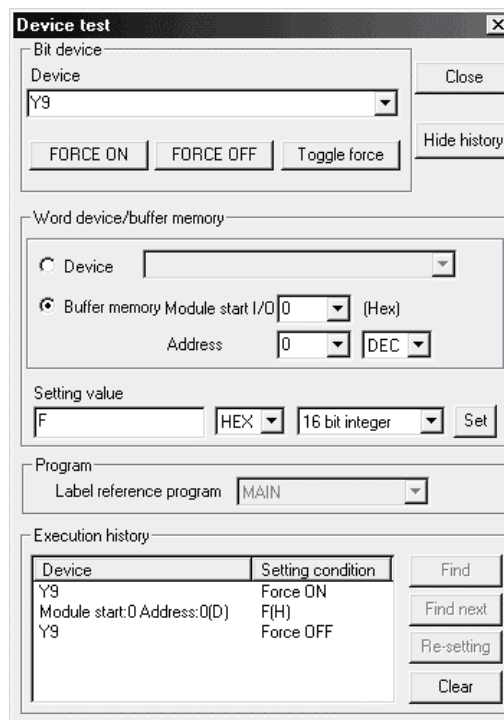 Device test
Bit device
Device
Close
Y9
FORCE ON FORCE OFF Toggle force
Hide history
Word device/buffer memory
Device
Buffer memory Module start I/O 0 (Hex)
Address 0 DEC
Setting value
F HEX 16 bit integer Set
Program
Label reference program MAIN
Execution history
Device Setting condition
Y9 Force ON
Module start:0 Address:0(D) F(H)
Y9 Force OFF
Find
Find next
Re-setting
Clear